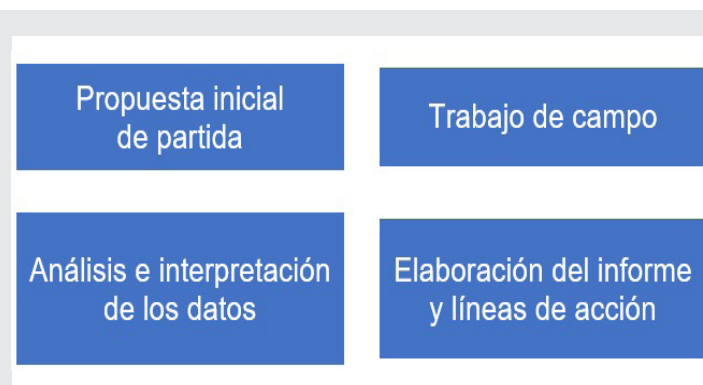 Propuesta inicial
de partida
Trabajo de campo
Análisis e interpretación
de los datos
Elaboración del informe
y líneas de acción